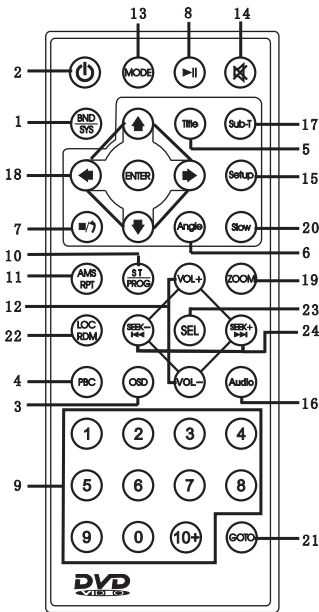 13 8 14
2 MODE
1 BND SYS Title Sub-T 17
5
18 ENTER Setup 15
7 Angle Slow 20
10 6
11 AMS RPT ST PROG VOL+ ZOOM 19
12
22 LOC RDM SEEK- SEL SEEK+ 23
24
4 PBC OSD VOL- Audio
3 16
1 2 3 4
9 5 6 7 8
9 0 10+ GOTO 21
DVD
VIDEO